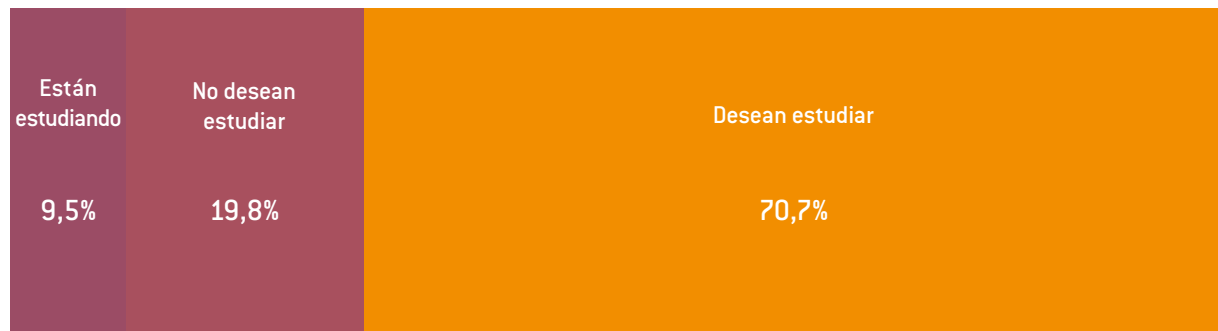 Están
estudiando
9,5%
No desean
estudiar
19,8%
Desean estudiar
70,7%